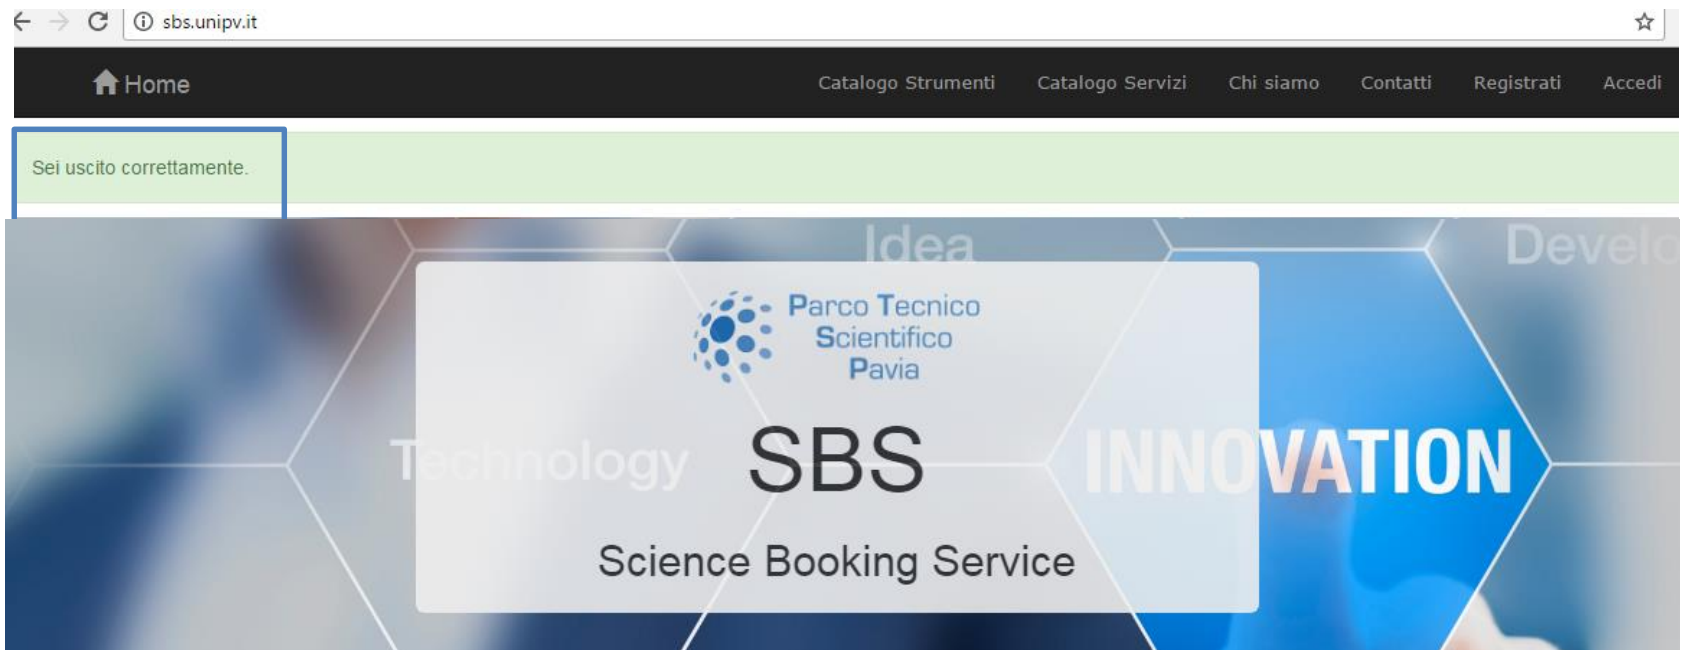 sbs.unipv.it
Home Catalogo Strumenti Catalogo Servizi Chi siamo Contatti Registrati Accedi
Sei uscito correttamente.
Idea
Develo
Parco Tecnico
Scientifico
Pavia
Technology
SBS
INNOVATION
Science Booking Service